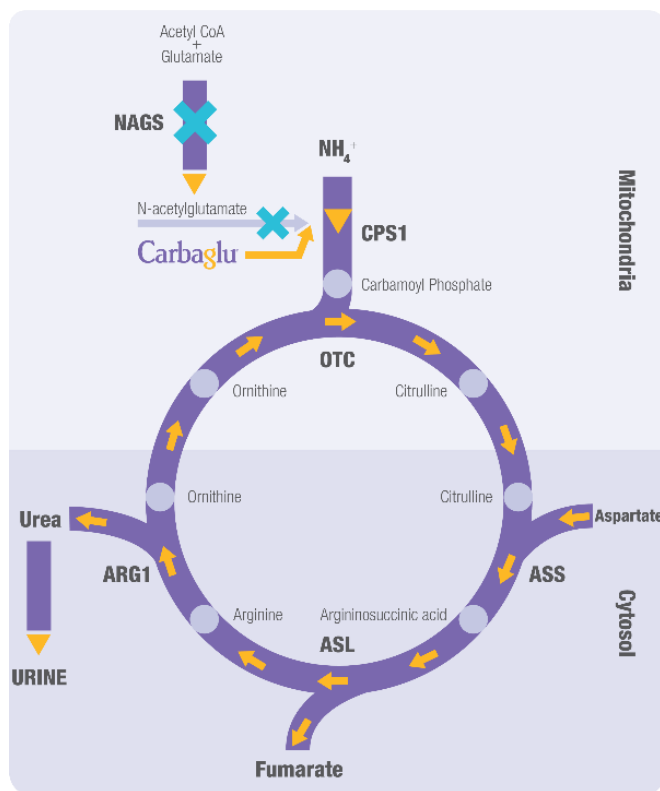 Acetyl CoA
+
Glutamate
NAGS
NH₄⁺
N-acetylglutamate
CPS1
Carbaglu
Carbamoyl Phosphate
OTC
Ornithine
Citrulline
Mitochondria
Ornithine
Citrulline
Urea
Aspartate
ARG1
ASS
Arginine
Argininosuccinic acid
ASL
Cytosol
URINE
Fumarate